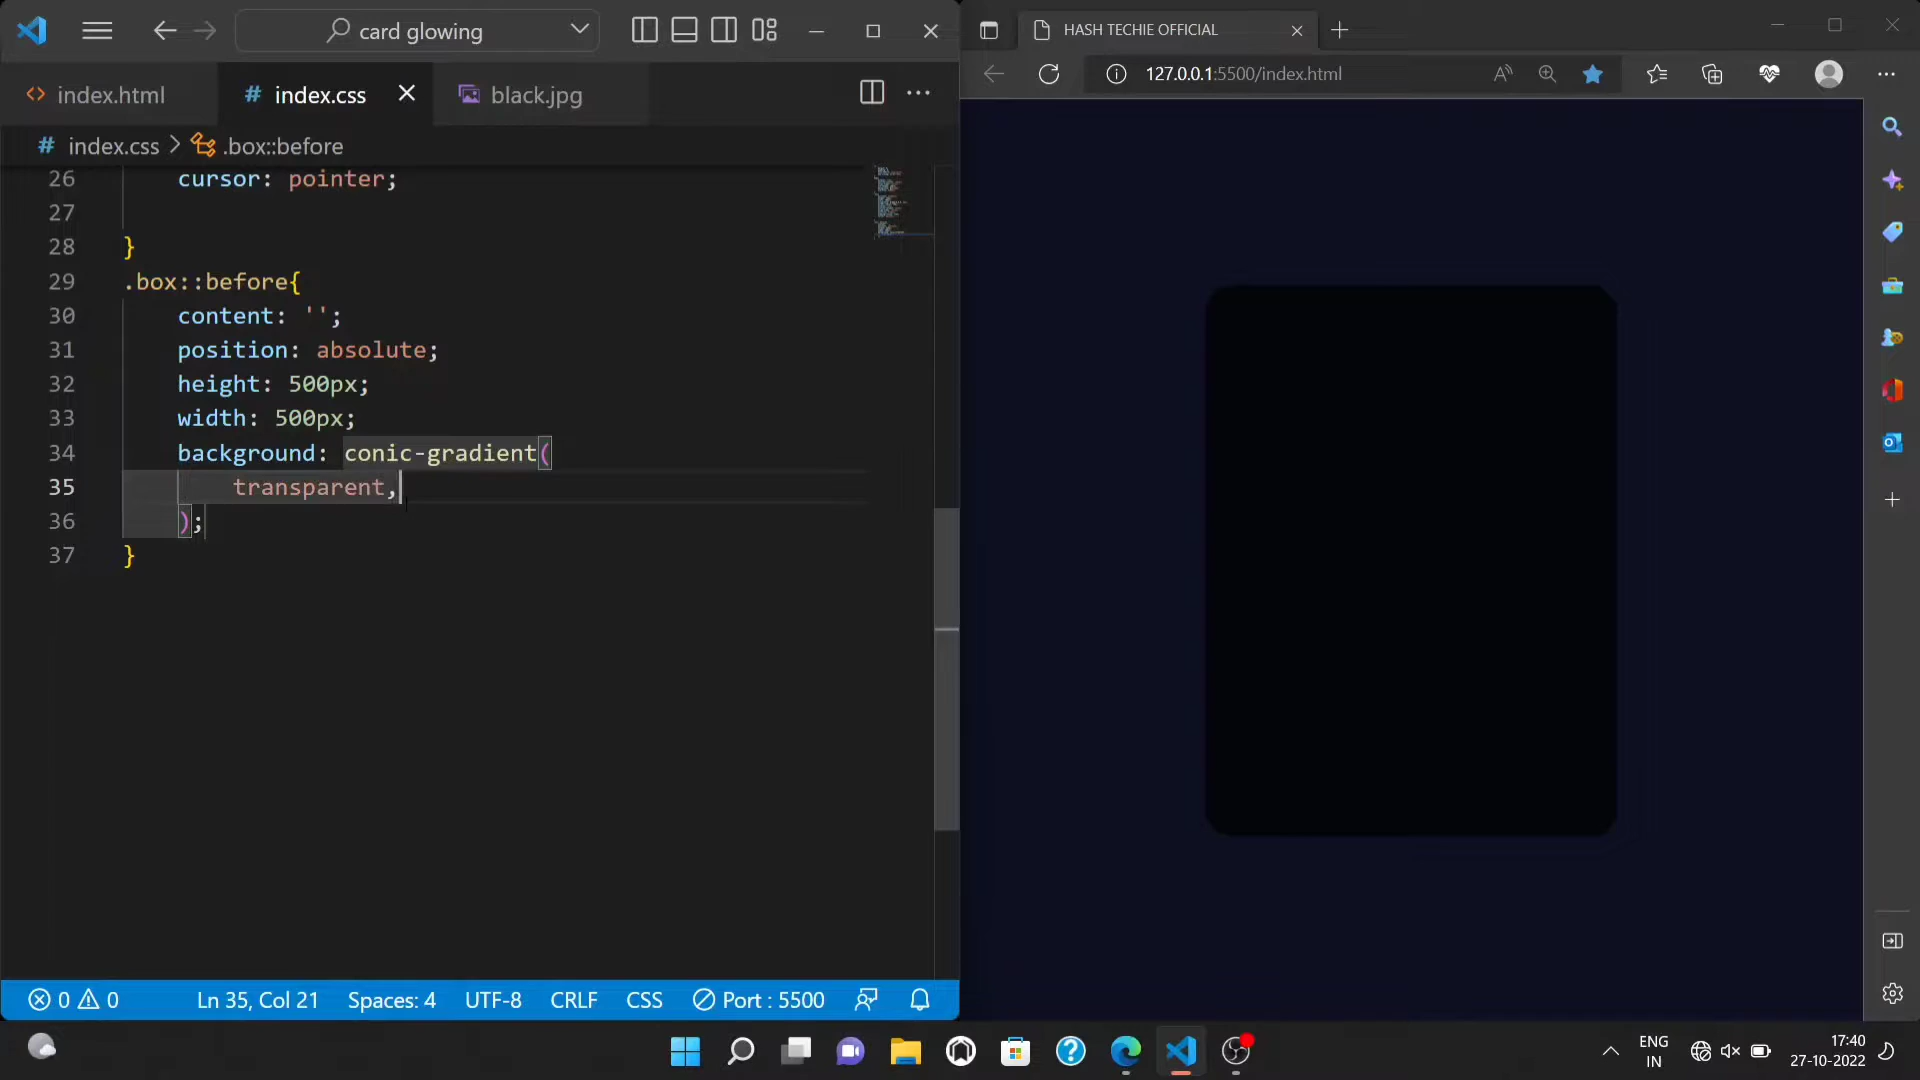 card glowing
index.html
index.css
black.jpg
index.css > .box::before
26 cursor: pointer;
27
28 }
29 .box::before{
30 content: '';
31 position: absolute;
32 height: 500px;
33 width: 500px;
34 background: conic-gradient(
35 transparent,
36 );
37 }
0 0 Ln 35, Col 21 Spaces: 4 UTF-8 CRLF CSS Port : 5500
HASH TECHIE OFFICIAL
127.0.0.1:5500/index.html
ENG
IN
17:40
27-10-2022